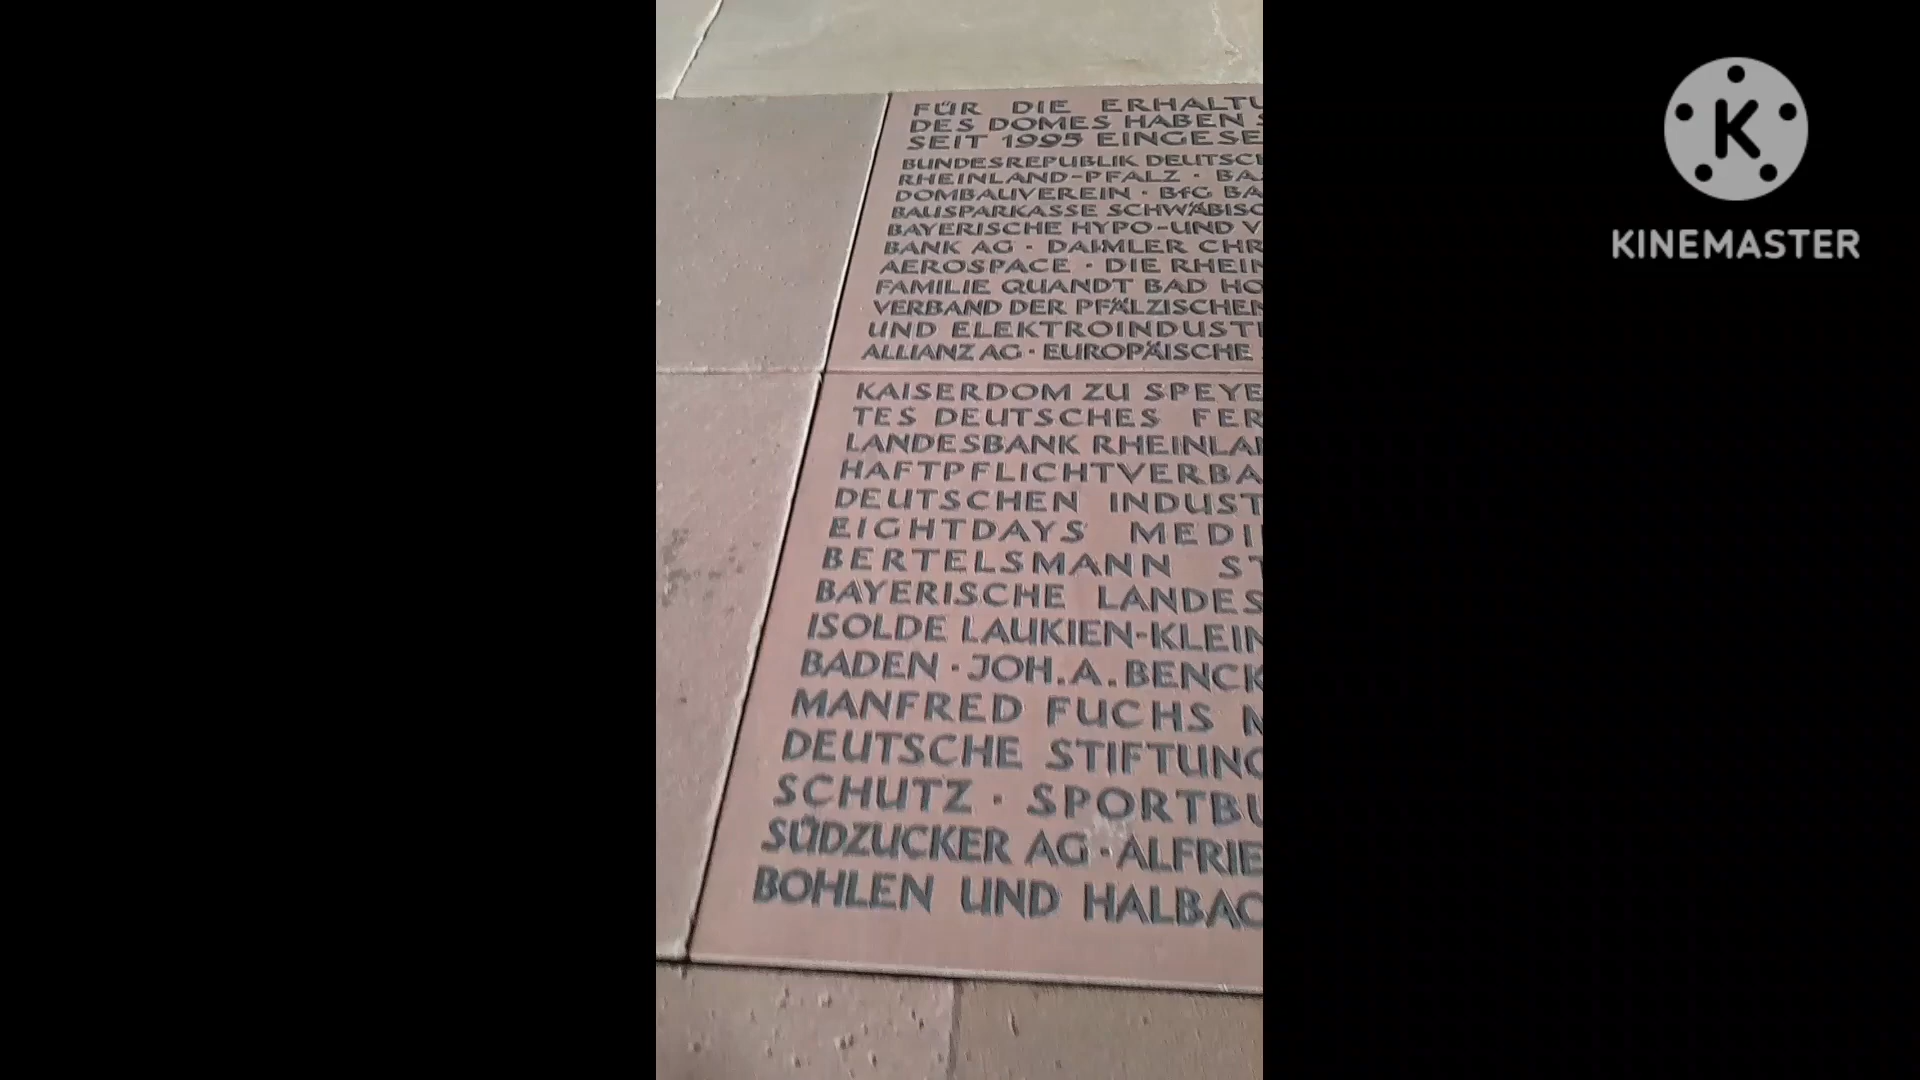 FÜR DIE ERHALTU
DES DOMES HABEN S
SEIT 1995 EINGESE
BUNDESREPUBLIK DEUTSCH
RHEINLAND-PFALZ · BAS
DOMBAUVEREIN · BfG BA
BAUSPARKASSE SCHWÄBISC
BAYERISCHE HYPO-UND V
BANK AG · DAIMLER CHR
AEROSPACE · DIE RHEIN
FAMILIE QUANDT BAD HO
VERBAND DER PFÄLZISCHEN
UND ELEKTROINDUST
ALLIANZ AG · EUROPÄISCHE
KAISERDOM ZU SPEYE
TES DEUTSCHES FER
LANDESBANK RHEINLA
HAFTPFLICHTVERBA
DEUTSCHEN INDUST
EIGHTDAYS MEDI
BERTELSMANN ST
BAYERISCHE LANDES
ISOLDE LAUKIEN-KLEIN
BADEN · JOH.A.BENCK
MANFRED FUCHS M
DEUTSCHE STIFTUNG
SCHUTZ · SPORTBU
SÜDZUCKER AG · ALFRIE
BOHLEN UND HALBAC
K
KINEMASTER